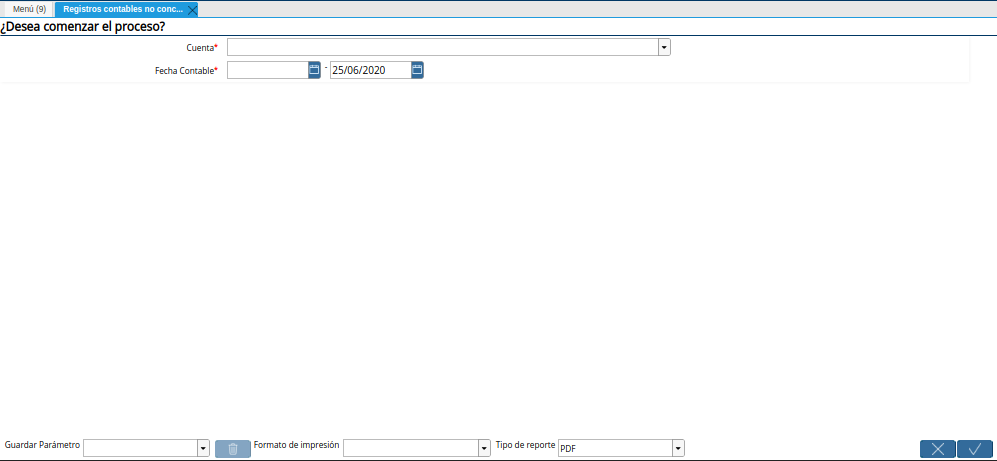 Menú (9) Registros contables no conc...
¿Desea comenzar el proceso?
Cuenta*
Fecha Contable* - 25/06/2020
Guardar Parámetro Formato de impresión Tipo de reporte PDF